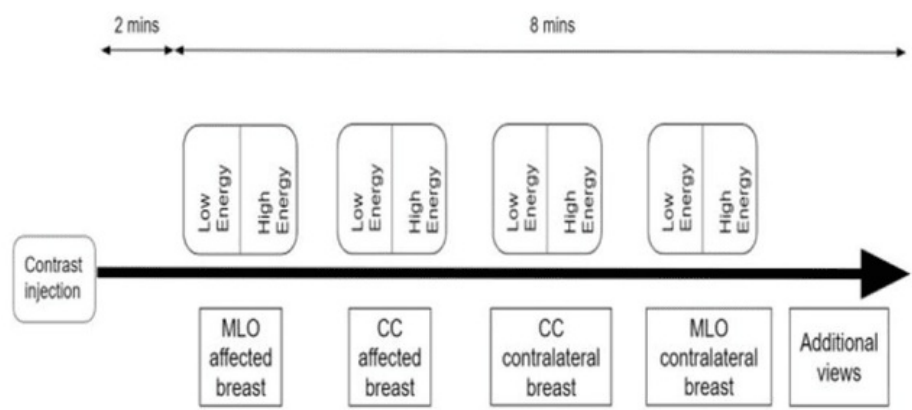 2 mins
8 mins
Low
Energy
High
Energy
Low
Energy
High
Energy
Low
Energy
High
Energy
Low
Energy
High
Energy
Contrast
injection
MLO
affected
breast
CC
affected
breast
CC
contralateral
breast
MLO
contralateral
breast
Additional
views